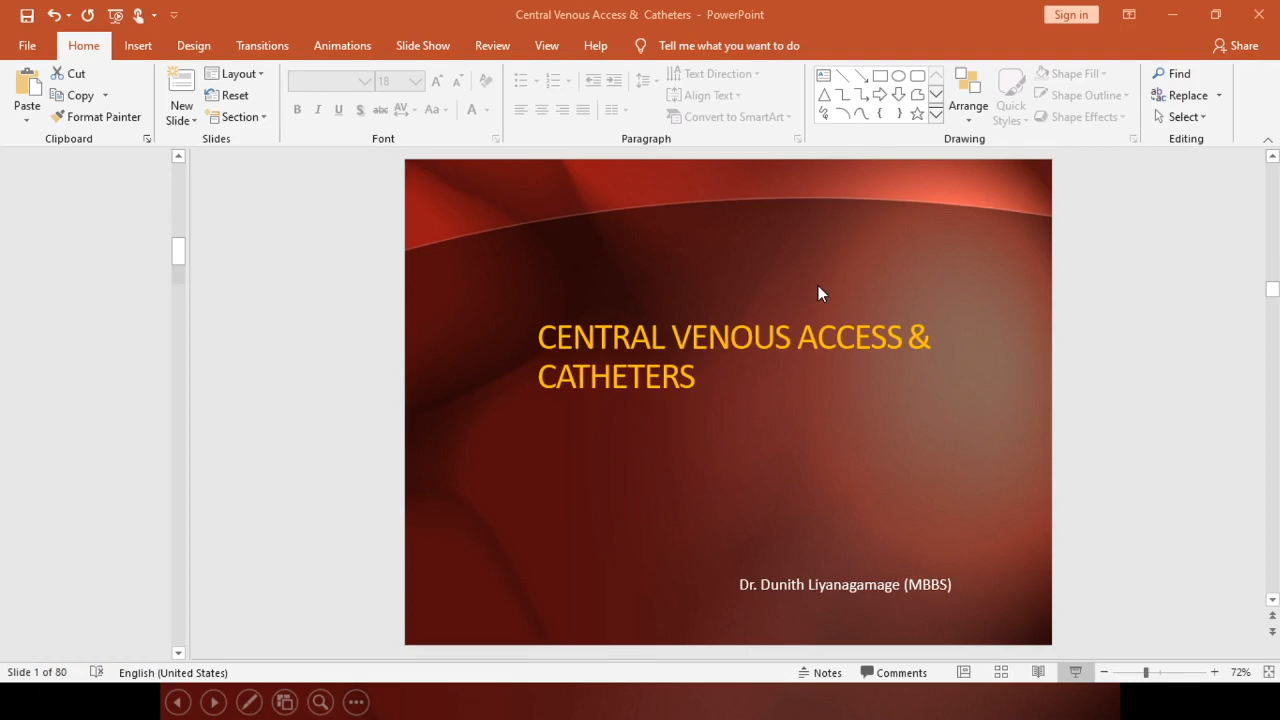 Central Venous Access & Catheters - PowerPoint
Sign in
File Home Insert Design Transitions Animations Slide Show Review View Help Tell me what you want to do Share
Paste
Cut
Copy
Format Painter
Clipboard
New
Slide
Layout
Reset
Section
Slides
18
Font
Text Direction
Align Text
Convert to SmartArt
Paragraph
Arrange
Quick
Styles
Shape Fill
Shape Outline
Shape Effects
Drawing
Find
Replace
Select
Editing
CENTRAL VENOUS ACCESS &
CATHETERS
Dr. Dunith Liyanagamage (MBBS)
Slide 1 of 80 English (United States) Notes Comments 72%